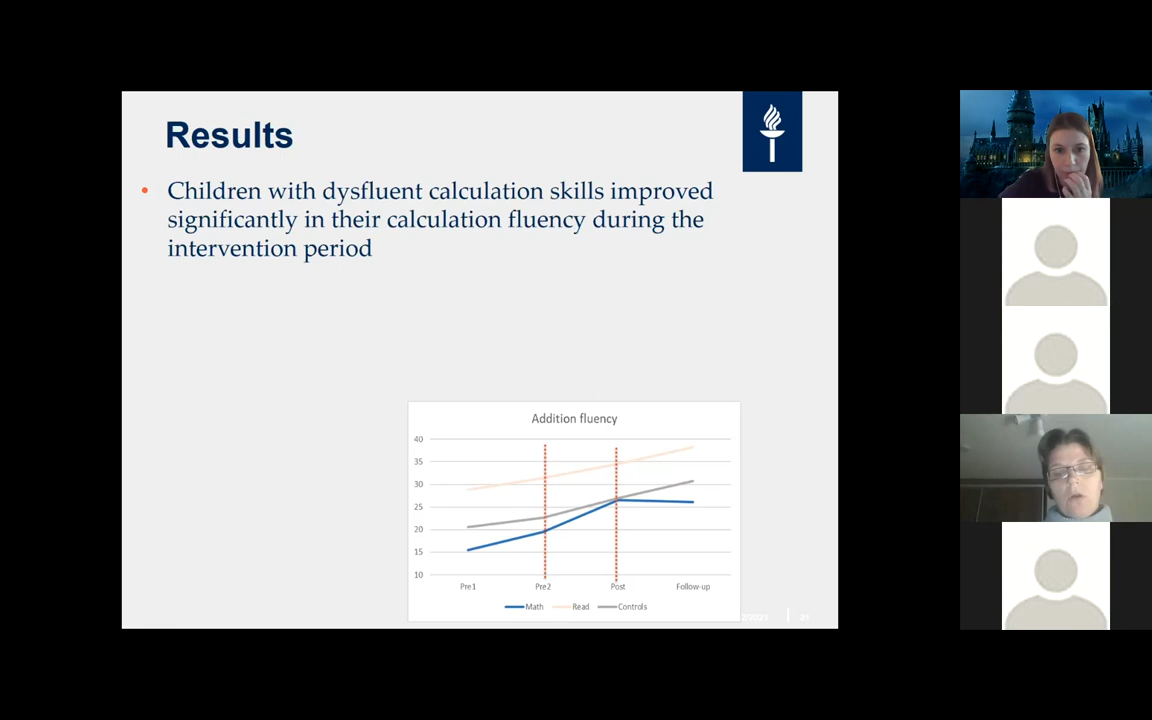 Results
• Children with dysfluent calculation skills improved
significantly in their calculation fluency during the
intervention period
Addition fluency
40
35
30
25
20
15
10
Pre1 Pre2 Post Follow-up
Math Read Controls
21